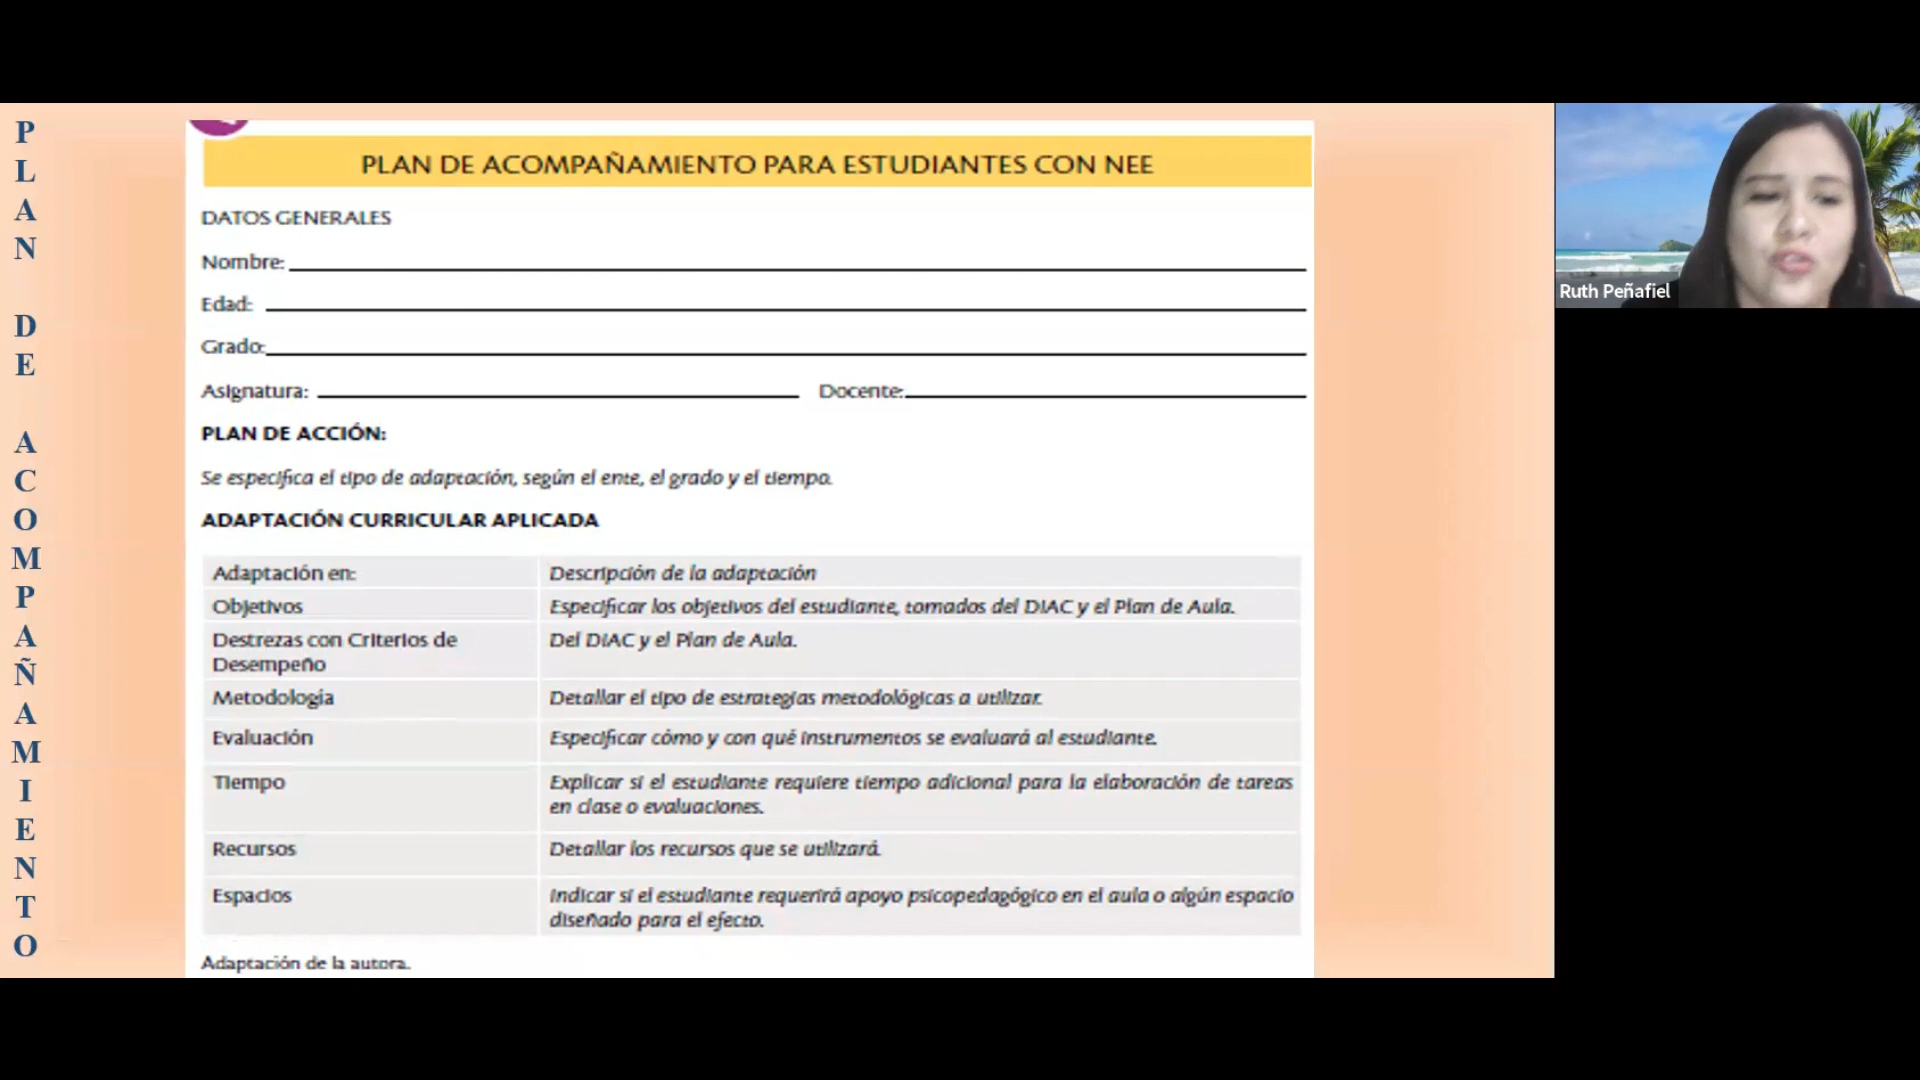 PLAN DE ACOMPAÑAMIENTO
PLAN DE ACOMPAÑAMIENTO PARA ESTUDIANTES CON NEE
DATOS GENERALES
Nombre:
Edad:
Grado:
Asignatura: Docente:
PLAN DE ACCIÓN:
Se especifica el tipo de adaptación, según el ente, el grado y el tiempo.
ADAPTACIÓN CURRICULAR APLICADA
Adaptación en: Descripción de la adaptación
Objetivos Especificar los objetivos del estudiante, tomados del DIAC y el Plan de Aula.
Destrezas con Criterios de Del DIAC y el Plan de Aula.
Desempeño
Metodología Detallar el tipo de estrategias metodológicas a utilizar.
Evaluación Especificar cómo y con qué instrumentos se evaluará al estudiante.
Tiempo Explicar si el estudiante requiere tiempo adicional para la elaboración de tareas
en clase o evaluaciones.
Recursos Detallar los recursos que se utilizará.
Espacios Indicar si el estudiante requerirá apoyo psicopedagógico en el aula o algún espacio
diseñado para el efecto.
Adaptación de la autora.
Ruth Peñafiel